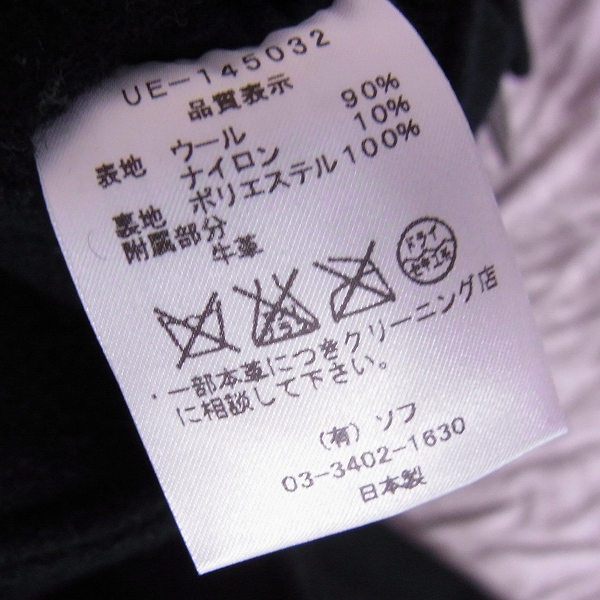 UE-145032
品質表示
表地 ウール 90%
ナイロン 10%
裏地 ポリエステル100%
附属部分
牛革
ドライ
セキユ系
・一部本革につきクリーニング店
に相談して下さい。
(有) ソフ
03-3402-1630
日本製